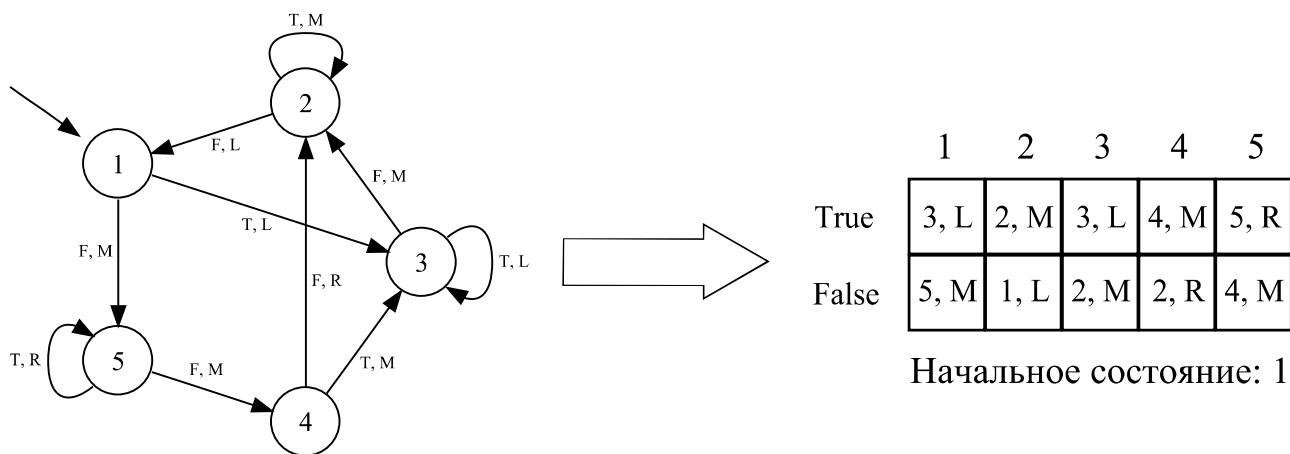 T, M
2
F, L
1
F, M
T, L
3
T, L
F, M
F, R
T, R
5
F, M
T, M
4
1 2 3 4 5
True 3, L 2, M 3, L 4, M 5, R
False 5, M 1, L 2, M 2, R 4, M
Начальное состояние: 1